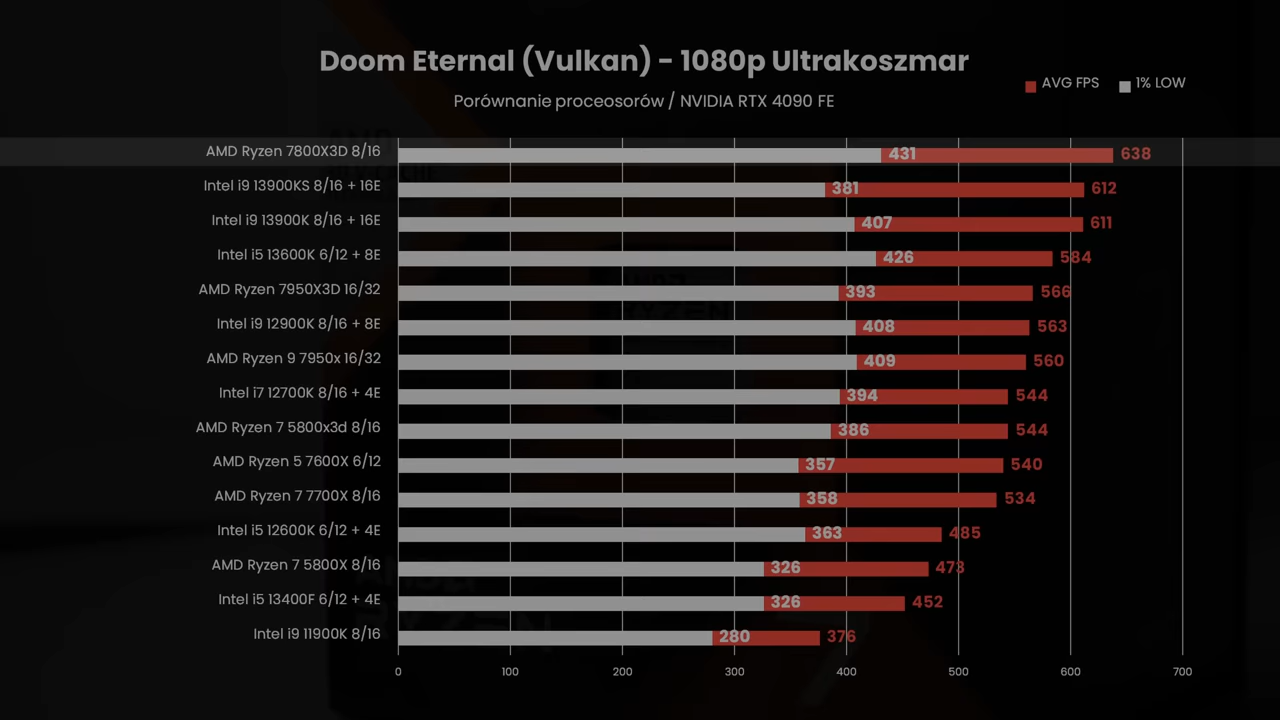 Doom Eternal (Vulkan) - 1080p Ultrakoszmar
Porównanie proceosorów / NVIDIA RTX 4090 FE
AVG FPS 1% LOW
AMD Ryzen 7800X3D 8/16 431 638
Intel i9 13900KS 8/16 + 16E 381 612
Intel i9 13900K 8/16 + 16E 407 611
Intel i5 13600K 6/12 + 8E 426 584
AMD Ryzen 7950X3D 16/32 393 566
Intel i9 12900K 8/16 + 8E 408 563
AMD Ryzen 9 7950x 16/32 409 560
Intel i7 12700K 8/16 + 4E 394 544
AMD Ryzen 7 5800x3d 8/16 386 544
AMD Ryzen 5 7600X 6/12 357 540
AMD Ryzen 7 7700X 8/16 358 534
Intel i5 12600K 6/12 + 4E 363 485
AMD Ryzen 7 5800X 8/16 326 473
Intel i5 13400F 6/12 + 4E 326 452
Intel i9 11900K 8/16 280 376
0 100 200 300 400 500 600 700